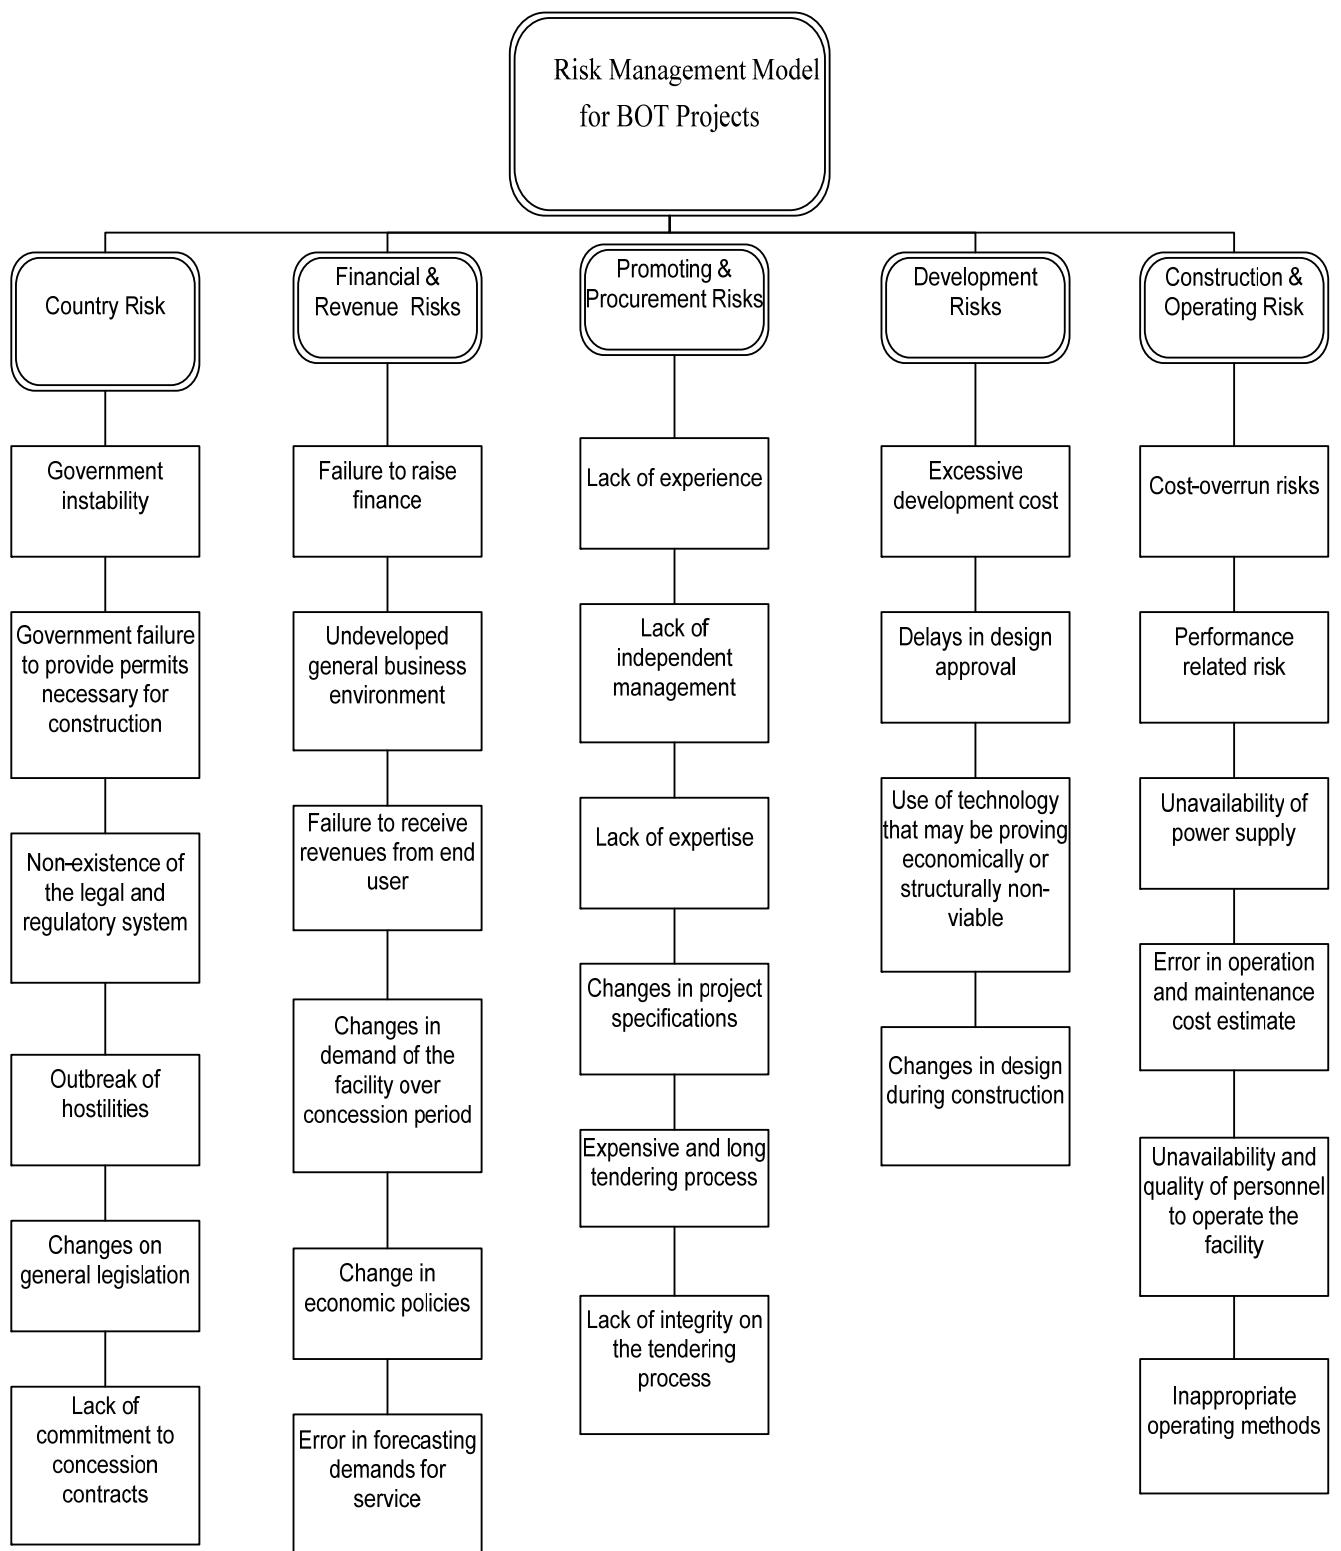 Risk Management Model
for BOT Projects
Country Risk
Government
instability
Government failure
to provide permits
necessary for
construction
Non-existence of
the legal and
regulatory system
Outbreak of
hostilities
Changes on
general legislation
Lack of
commitment to
concession
contracts
Financial &
Revenue Risks
Failure to raise
finance
Undeveloped
general business
environment
Failure to receive
revenues from end
user
Changes in
demand of the
facility over
concession period
Change in
economic policies
Error in forecasting
demands for
service
Promoting &
Procurement Risks
Lack of experience
Lack of
independent
management
Lack of expertise
Changes in project
specifications
Expensive and long
tendering process
Lack of integrity on
the tendering
process
Development
Risks
Excessive
development cost
Delays in design
approval
Use of technology
that may be proving
economically or
structurally non-
viable
Changes in design
during construction
Construction &
Operating Risk
Cost-overrun risks
Performance
related risk
Unavailability of
power supply
Error in operation
and maintenance
cost estimate
Unavailability and
quality of personnel
to operate the
facility
Inappropriate
operating methods